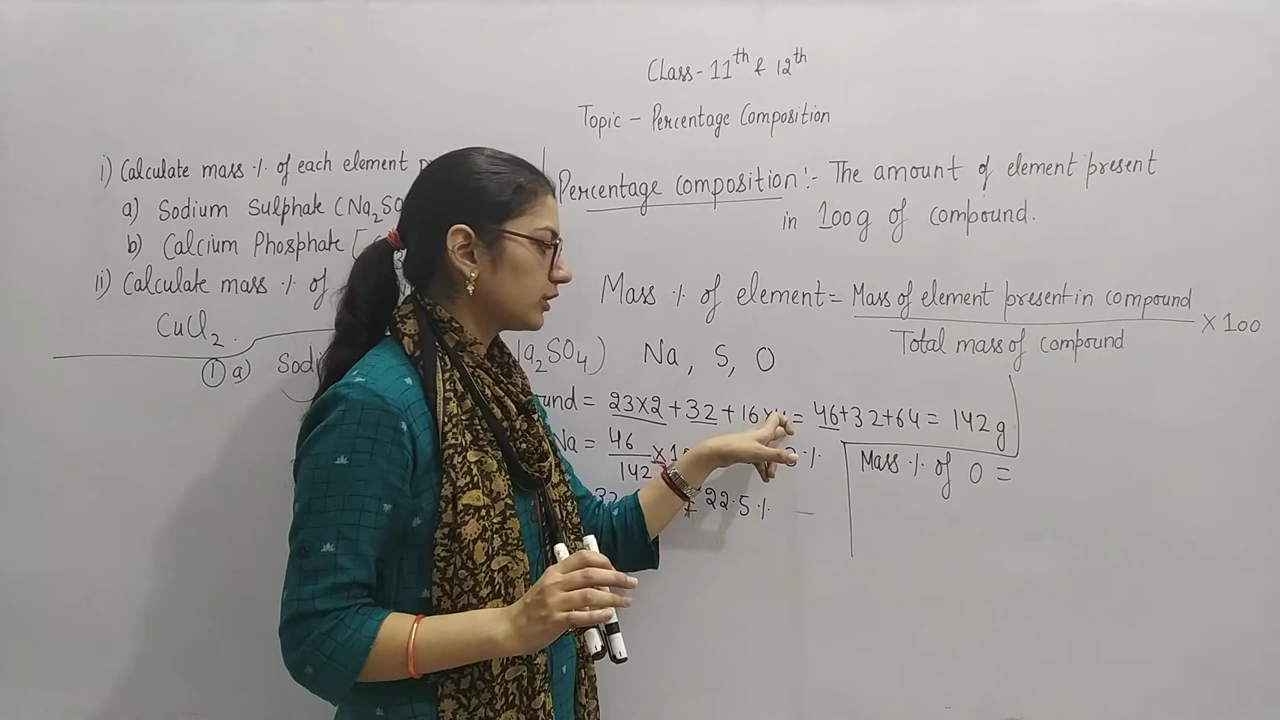 Class-11th & 12th
Topic - Percentage Composition
i) Calculate mass % of each element
a) Sodium Sulphate (Na2SO
b) Calcium Phosphate [
ii) Calculate mass % of
CuCl2.
Percentage composition :- The amount of element present
in 100g of compound.
Mass % of element = Mass of element present in compound
Total mass of compound
× 100
① a) Sodi
a2SO4) Na, S, O
und = 23×2 + 32 + 16× = 46+32+64 = 142g
Na = 46
142
×1
%
32
= 22.5%
Mass % of O =